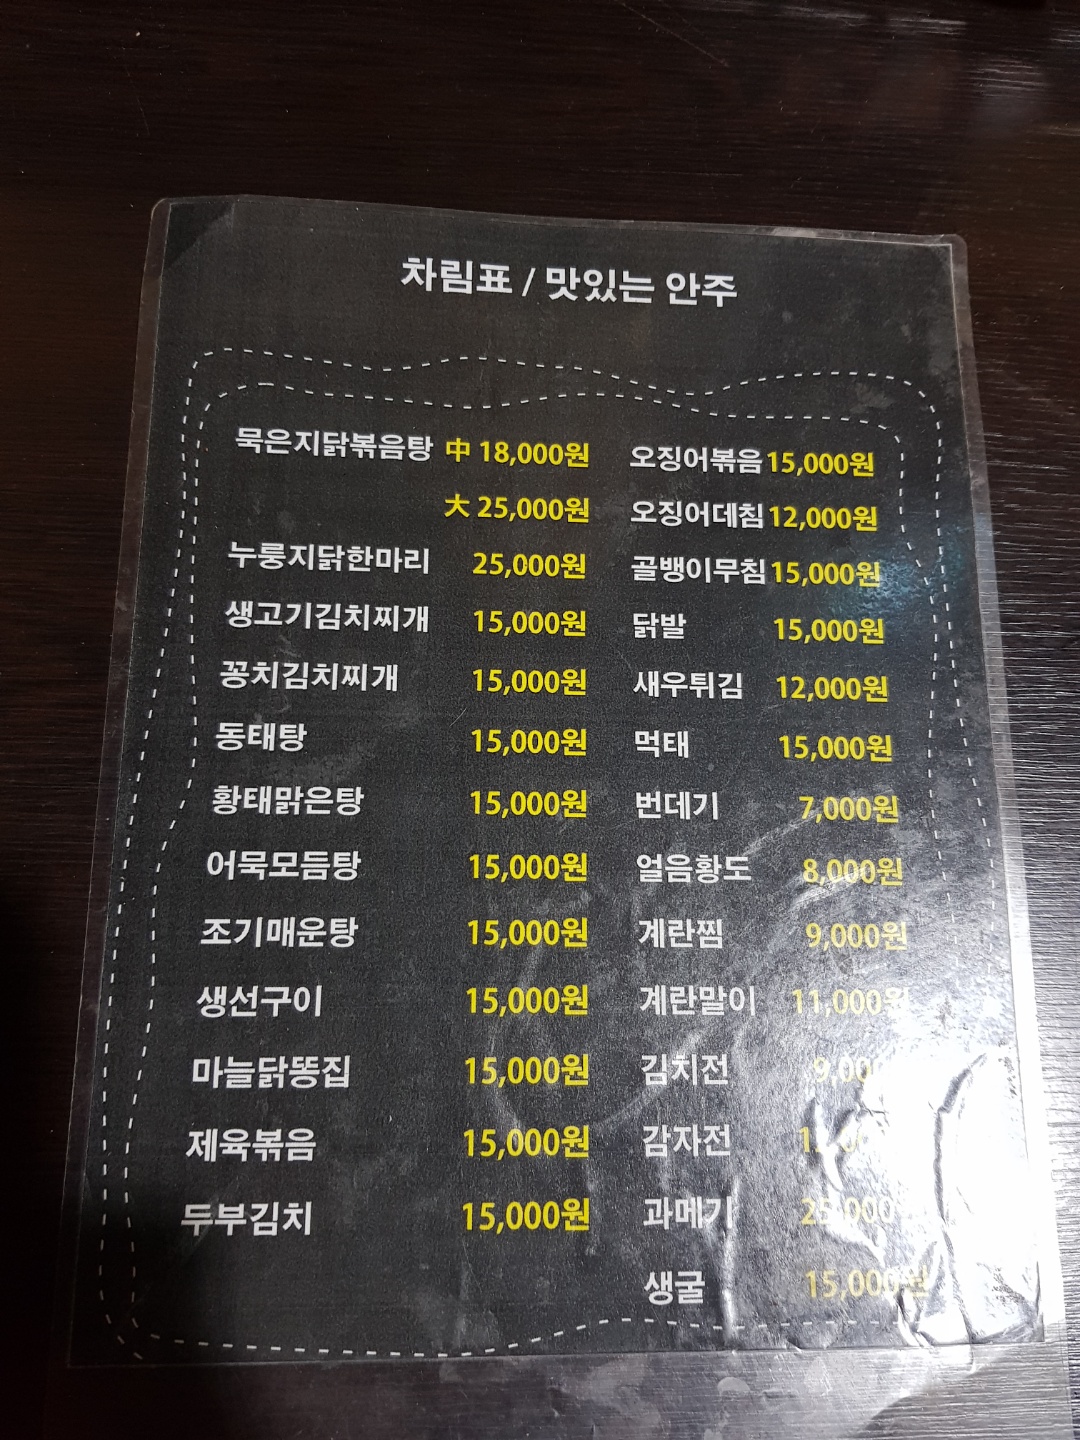 차림표 / 맛있는 안주
묵은지닭볶음탕 中 18,000원
大 25,000원
누룽지닭한마리 25,000원
생고기김치찌개 15,000원
꽁치김치찌개 15,000원
동태탕 15,000원
황태맑은탕 15,000원
어묵모듬탕 15,000원
조기매운탕 15,000원
생선구이 15,000원
마늘닭똥집 15,000원
제육볶음 15,000원
두부김치 15,000원
오징어볶음 15,000원
오징어데침 12,000원
골뱅이무침 15,000원
닭발 15,000원
새우튀김 12,000원
먹태 15,000원
번데기 7,000원
얼음황도 8,000원
계란찜 9,000원
계란말이 11,000원
김치전
감자전
과메기
생굴 15,000원